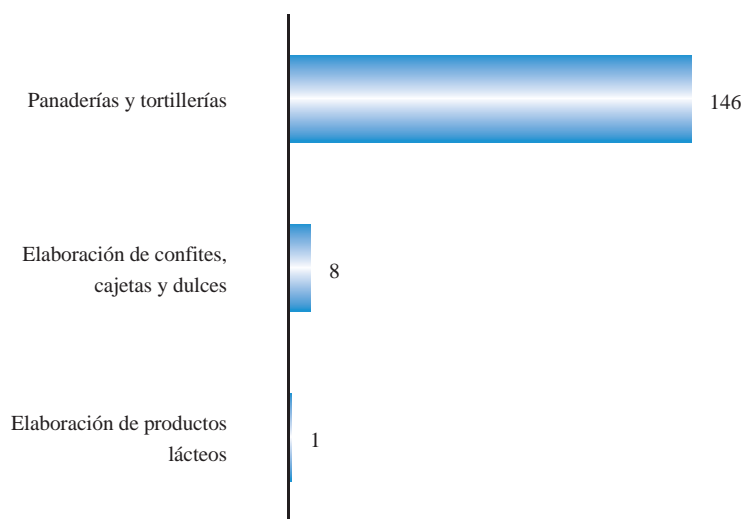 Panaderías y tortillerías
146
Elaboración de confites,
cajetas y dulces
8
Elaboración de productos
lácteos
1